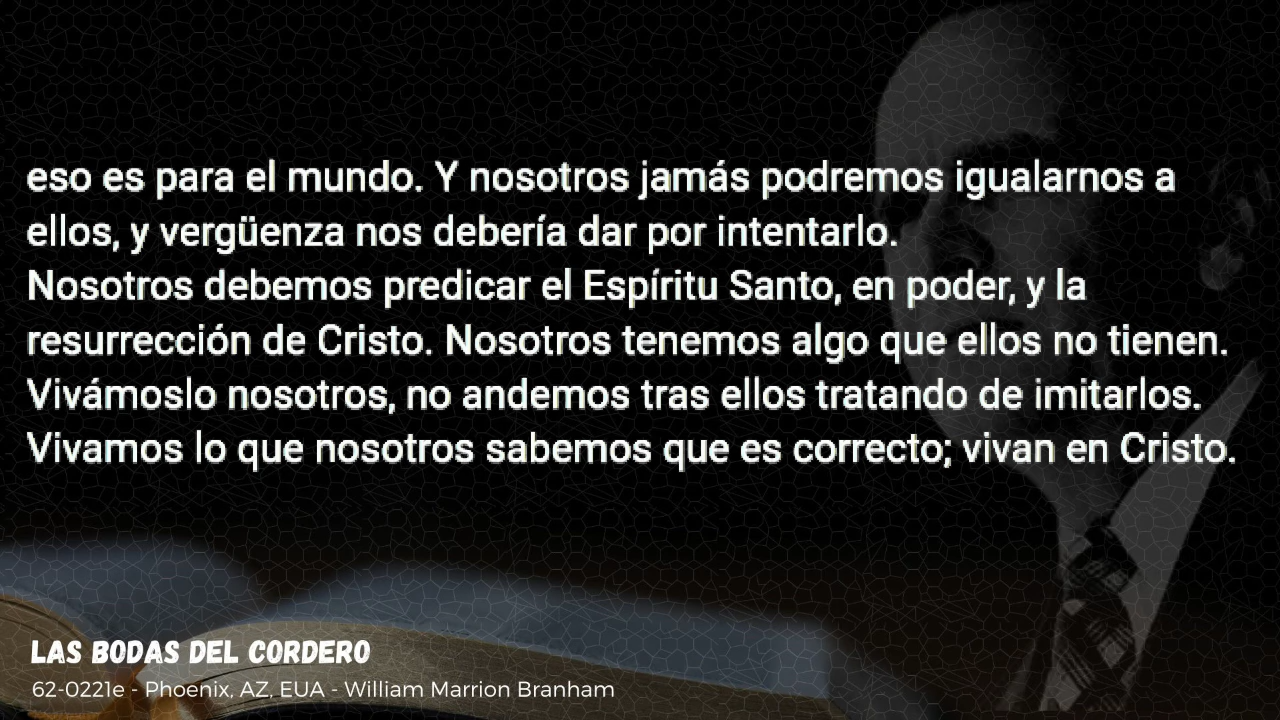 eso es para el mundo. Y nosotros jamás podremos igualarnos a
ellos, y vergüenza nos debería dar por intentarlo.
Nosotros debemos predicar el Espíritu Santo, en poder, y la
resurrección de Cristo. Nosotros tenemos algo que ellos no tienen.
Vivámoslo nosotros, no andemos tras ellos tratando de imitarlos.
Vivamos lo que nosotros sabemos que es correcto; vivan en Cristo.
LAS BODAS DEL CORDERO
62-0221e - Phoenix, AZ, EUA - William Marrion Branham